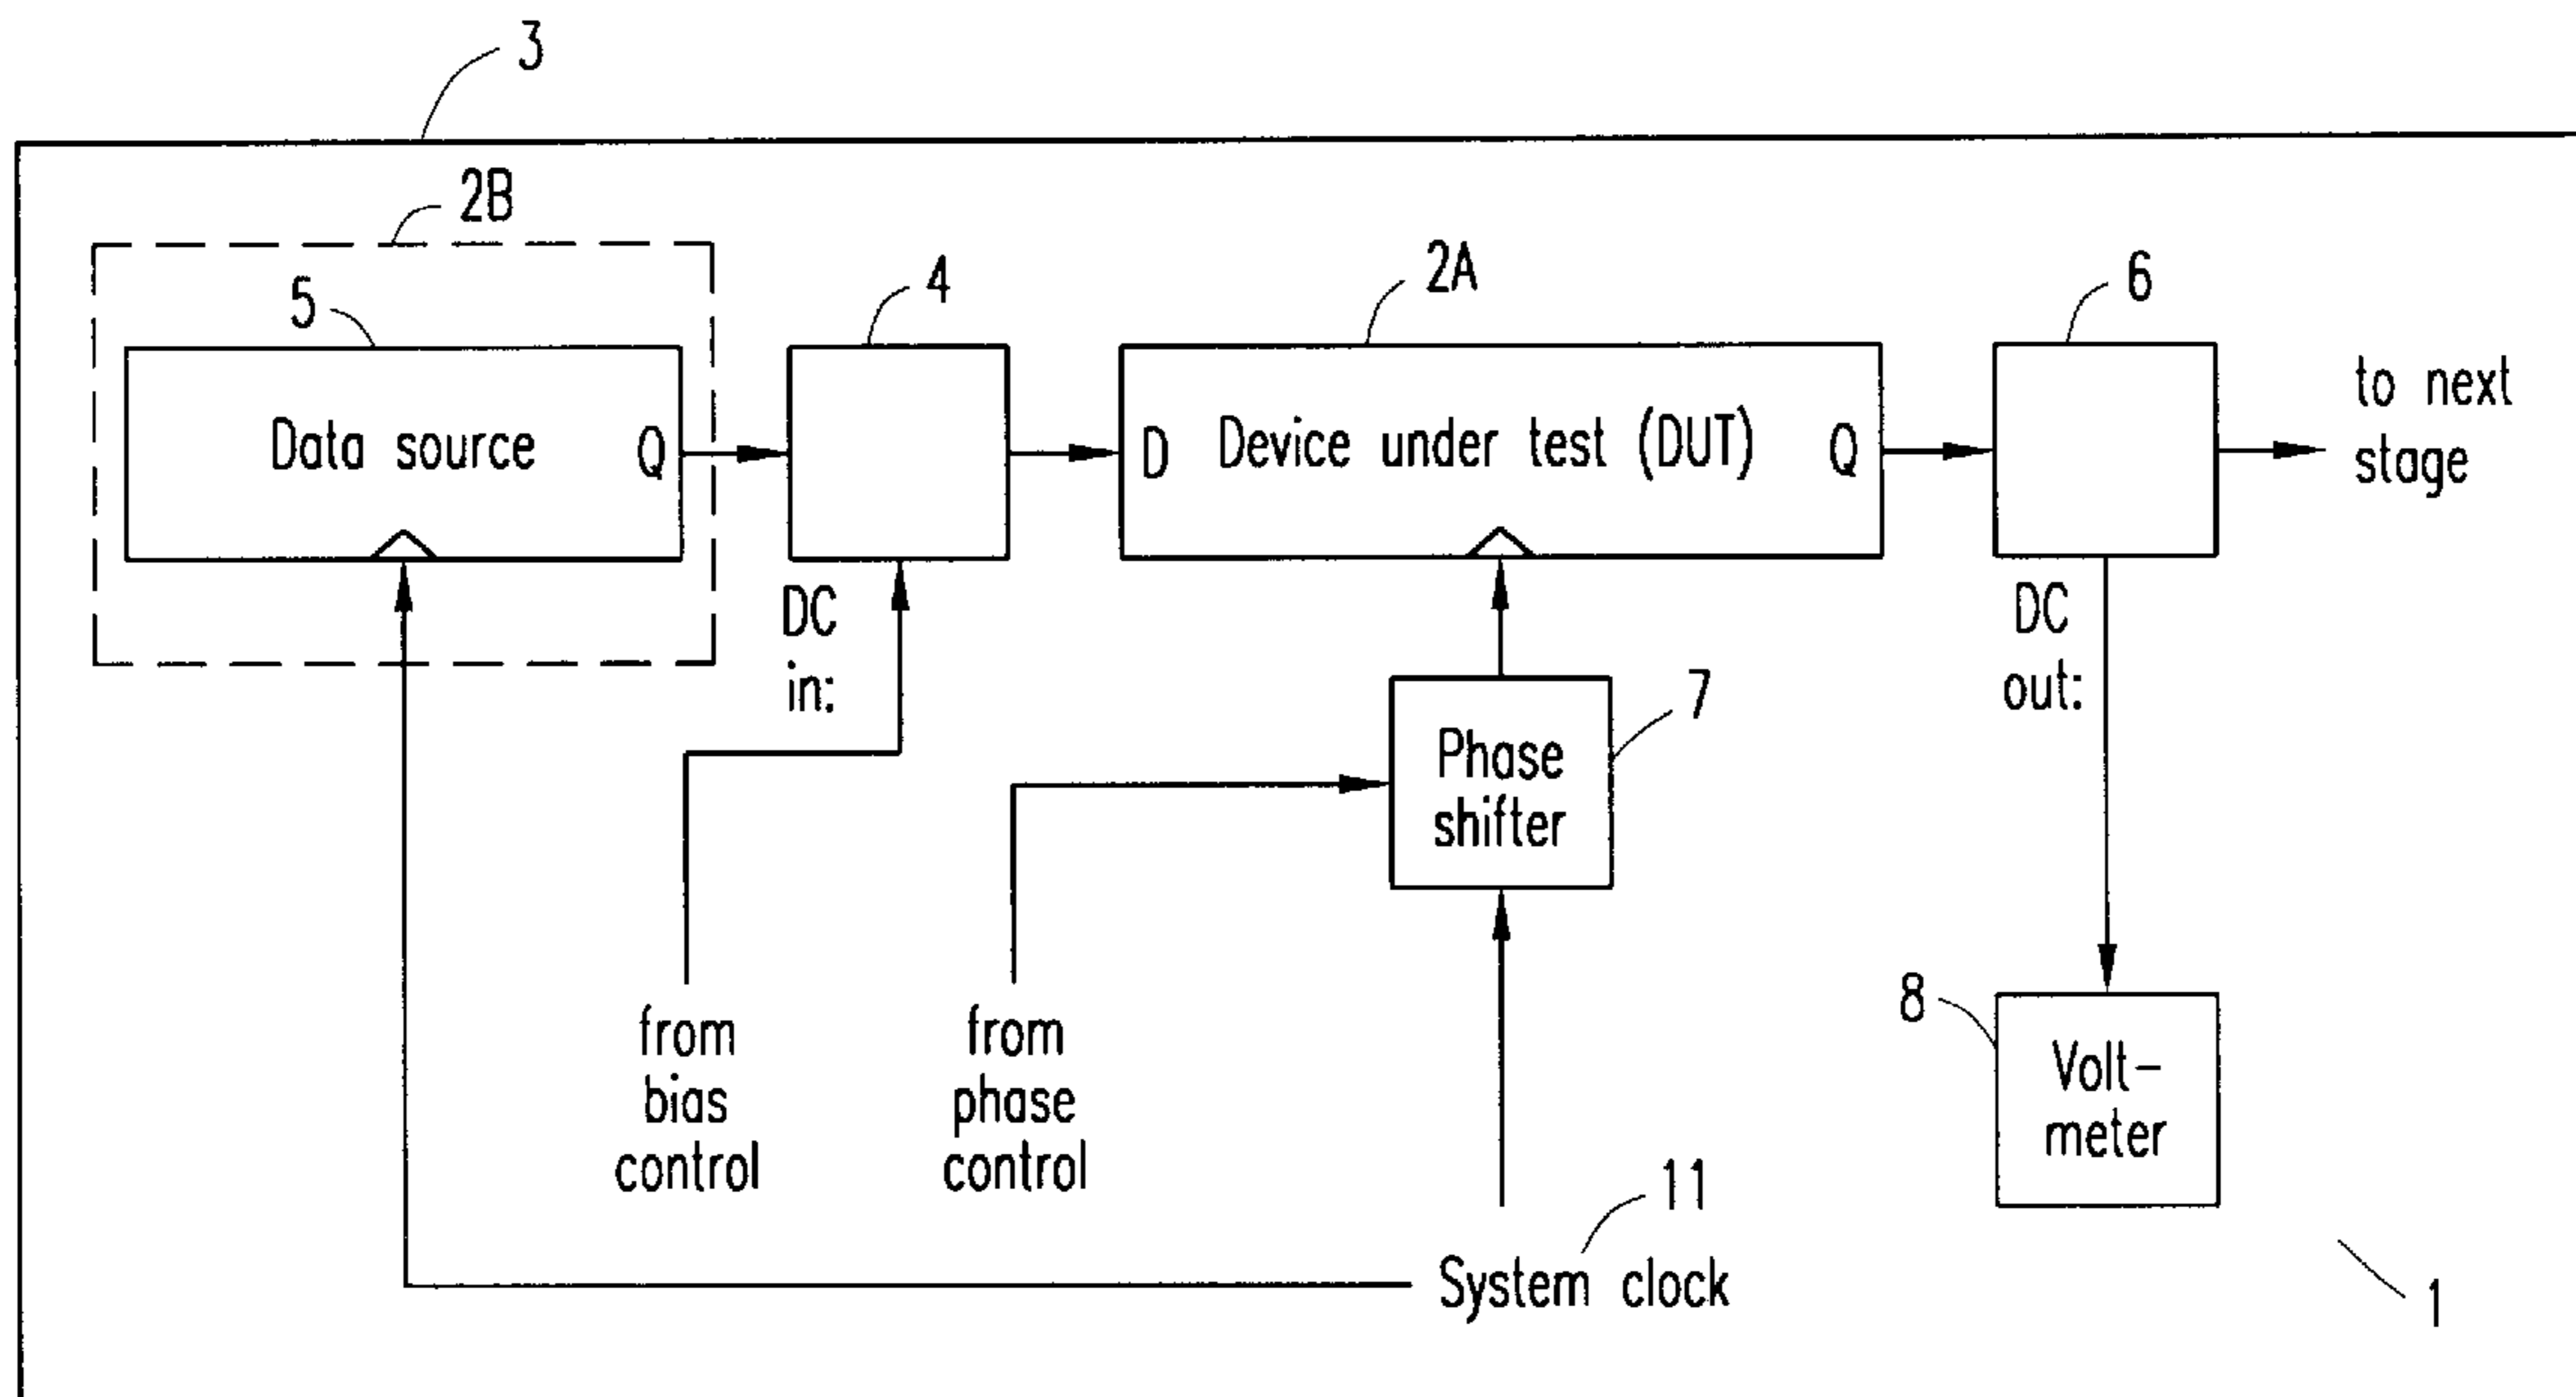 3
2B
5
4
2A
6
Data source Q
D Device under test (DUT) Q
to next
stage
DC
in:
DC
out:
7
Phase
shifter
8
Volt-
meter
from
bias
control
from
phase
control
11
System clock
1